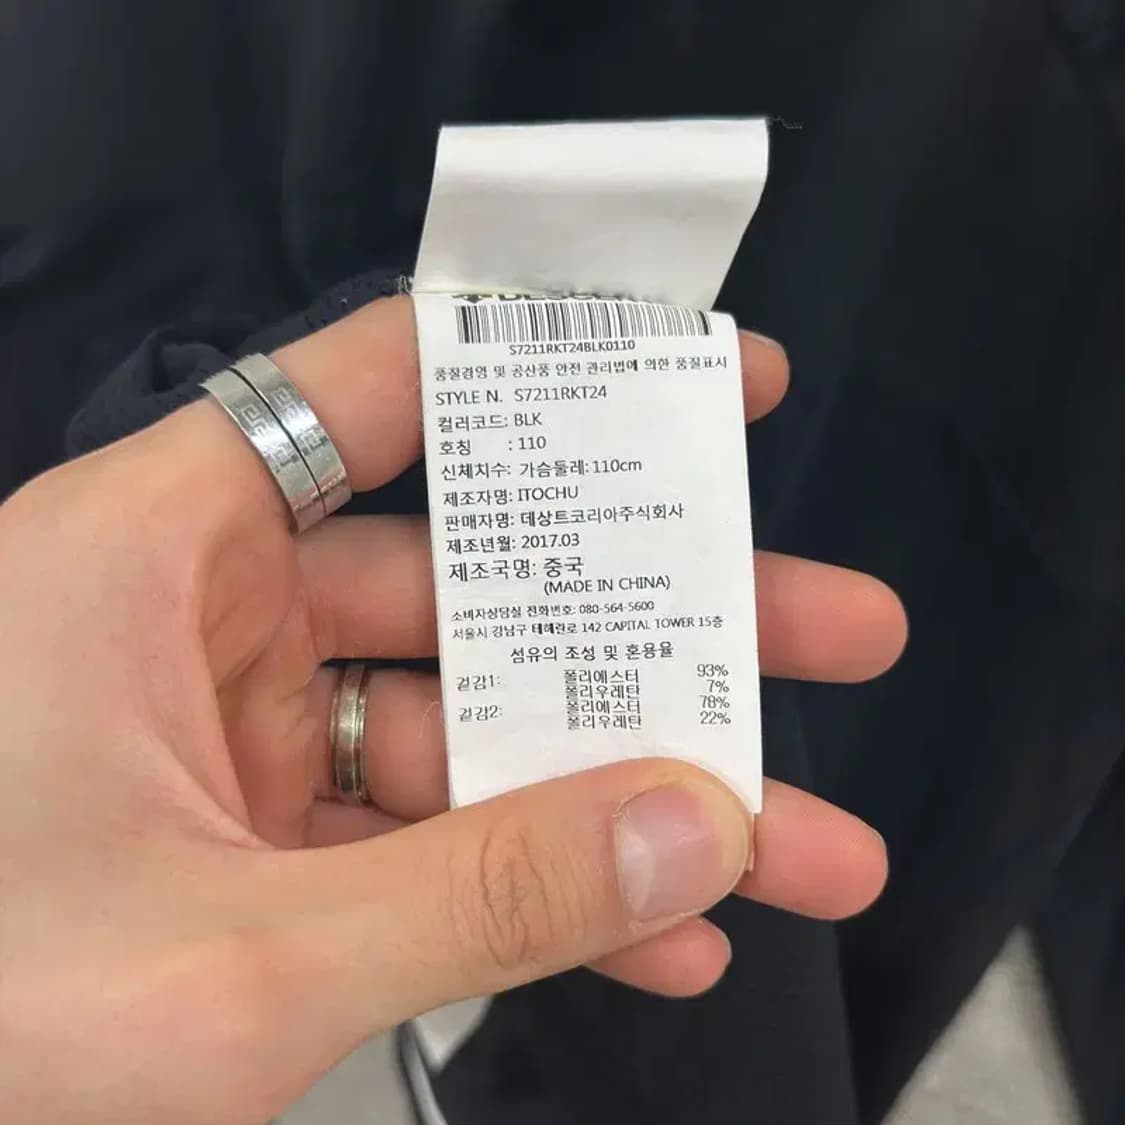 S7211RKT24BLK0110
품질경영 및 공산품 안전 관리법에 의한 품질표시
STYLE N. S7211RKT24
컬러코드: BLK
호칭 : 110
신체치수: 가슴둘레: 110cm
제조자명: ITOCHU
판매자명: 데상트코리아주식회사
제조년월: 2017.03
제조국명: 중국
(MADE IN CHINA)
소비자상담실 전화번호: 080-564-5600
서울시 강남구 테헤란로 142 CAPITAL TOWER 15층
섬유의 조성 및 혼용율
겉감1: 폴리에스터 93%
폴리우레탄 7%
겉감2: 폴리에스터 78%
폴리우레탄 22%